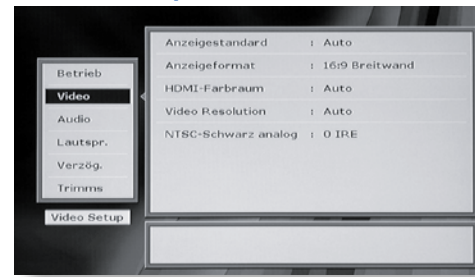 Betrieb
Video
Audio
Lautspr.
Verzög.
Trimms
Video Setup
Anzeigestandard : Auto
Anzeigeformat : 16:9 Breitwand
HDMI-Farbraum : Auto
Video Resolution : Auto
NTSC-Schwarz analog : 0 IRE